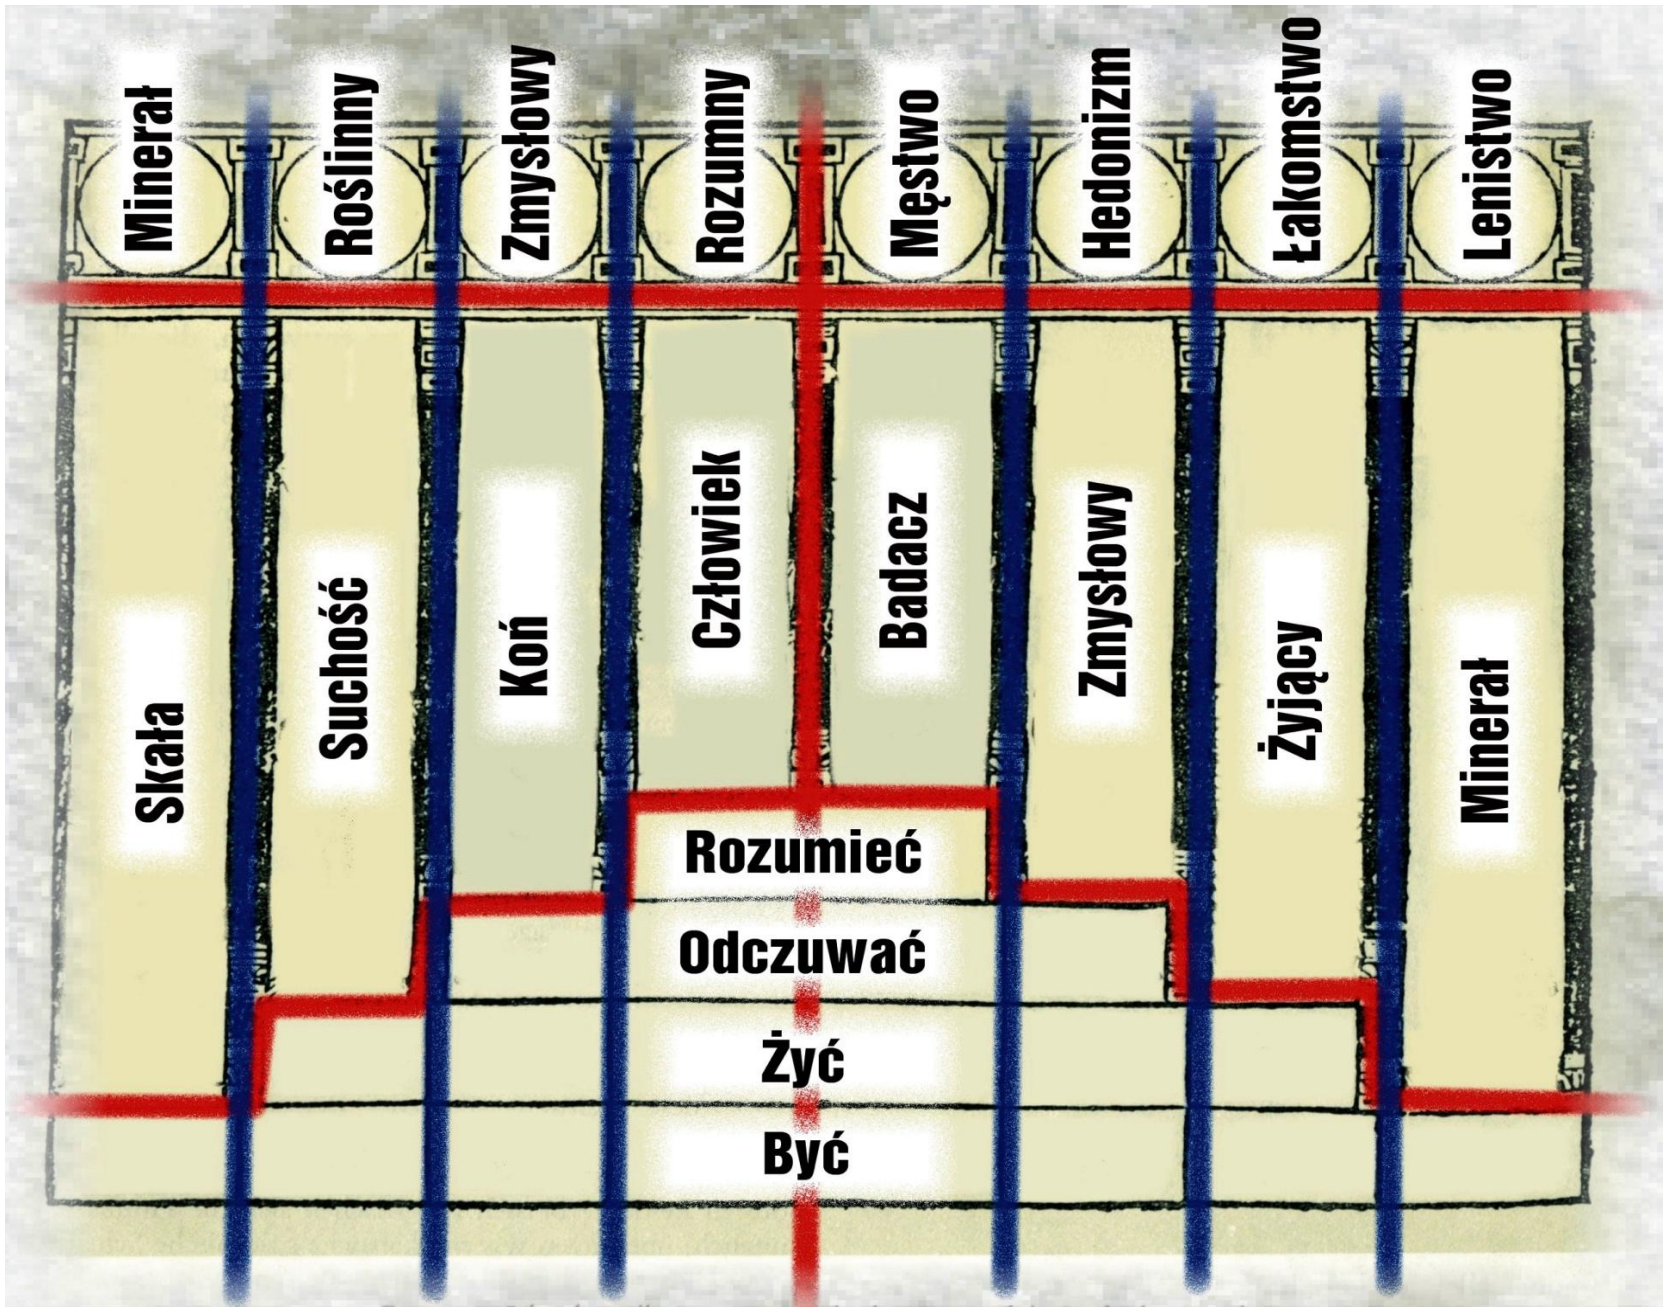 Minerał
Roślinny
Zmysłowy
Rozumny
Męstwo
Hedonizm
Łakomstwo
Lenistwo
Skała
Suchość
Koń
Człowiek
Badacz
Zmysłowy
Żyjący
Minerał
Rozumieć
Odczuwać
Żyć
Być